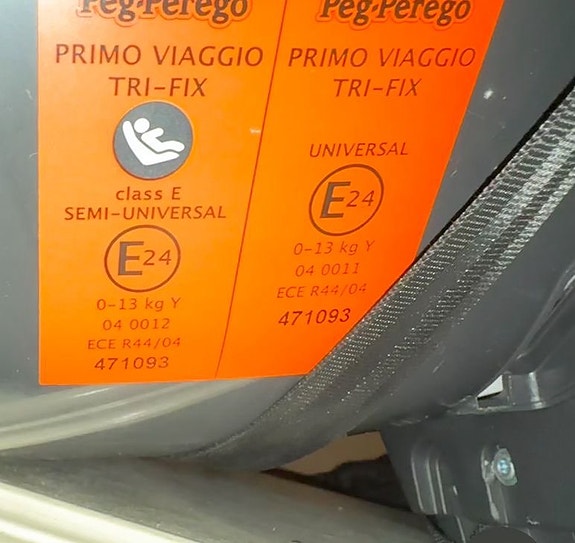 Peg-Perego
PRIMO VIAGGIO
TRI-FIX
class E
SEMI-UNIVERSAL
E24
0-13 kg Y
04 0012
ECE R44/04
471093
Peg-Perego
PRIMO VIAGGIO
TRI-FIX
UNIVERSAL
E24
0-13 kg Y
04 0011
ECE R44/04
471093